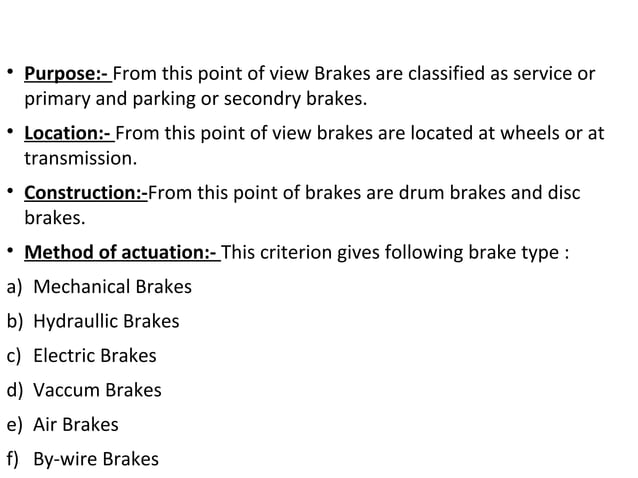 • Purpose:- From this point of view Brakes are classified as service or
primary and parking or secondry brakes.
• Location:- From this point of view brakes are located at wheels or at
transmission.
• Construction:-From this point of brakes are drum brakes and disc
brakes.
• Method of actuation:- This criterion gives following brake type :
a) Mechanical Brakes
b) Hydraullic Brakes
c) Electric Brakes
d) Vaccum Brakes
e) Air Brakes
f) By-wire Brakes